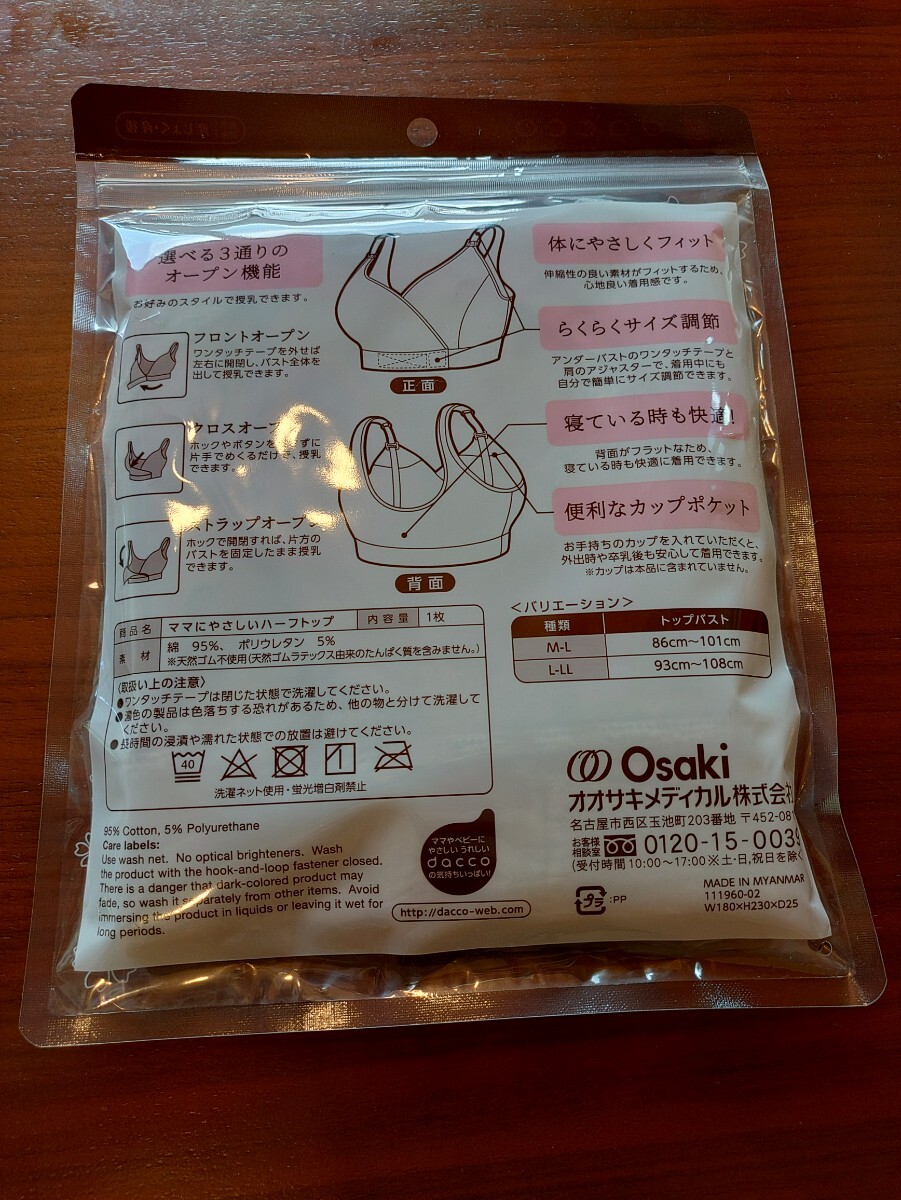 選べる3通りの
オープン機能
お好みのスタイルで授乳できます。
フロントオープン
ワンタッチテープを外せば
左右に開閉し、バスト全体を
出して授乳できます。
クロスオー
ホックやボタンを ずに
片手でめくるだけで、授乳
できます。
ストラップオープン
ホックで開閉すれば、片方の
バストを固定したまま授乳
できます。
正面
背面
体にやさしくフィット
伸縮性の良い素材がフィットするため、
心地良い着用感です。
らくらくサイズ調節
アンダーバストのワンタッチテープと
肩のアジャスターで、着用中にも
自分で簡単にサイズ調節できます。
寝ている時も快適!
背面がフラットなため、
寝ている時も快適に着用できます。
便利なカップポケット
お手持ちのカップを入れていただくと、
外出時や卒乳後も安心して着用できます。
※カップは本品に含まれていません。
商品名 ママにやさしいハーフトップ 内容量 1枚
素材 綿 95%、 ポリウレタン 5%
※天然ゴム不使用(天然ゴムラテックス由来のたんぱく質を含みません。)
〈取扱い上の注意〉
●ワンタッチテープは閉じた状態で洗濯してください。
●濃色の製品は色落ちする恐れがあるため、他の物と分けて洗濯して
ください。
●長時間の浸漬や濡れた状態での放置は避けてください。
40
洗濯ネット使用・蛍光増白剤禁止
<バリエーション>
種類 トップバスト
M-L 86cm〜101cm
L-LL 93cm〜108cm
95% Cotton, 5% Polyurethane
Care labels:
Use wash net. No optical brighteners. Wash
the product with the hook-and-loop fastener closed.
There is a danger that dark-colored product may
fade, so wash it separately from other items. Avoid
immersing the product in liquids or leaving it wet for
long periods.
ママやベビーに
やさしい うれしい
dacco
の気持ちいっぱい!
http://dacco-web.com
Osaki
オオサキメディカル株式会社
名古屋市西区玉池町203番地 〒452-081
お客様
相談室 0120-15-0039
(受付時間 10:00〜17:00 ※土・日、祝日を除く
プラ :PP
MADE IN MYANMAR
111960-02
W180×H230×D25